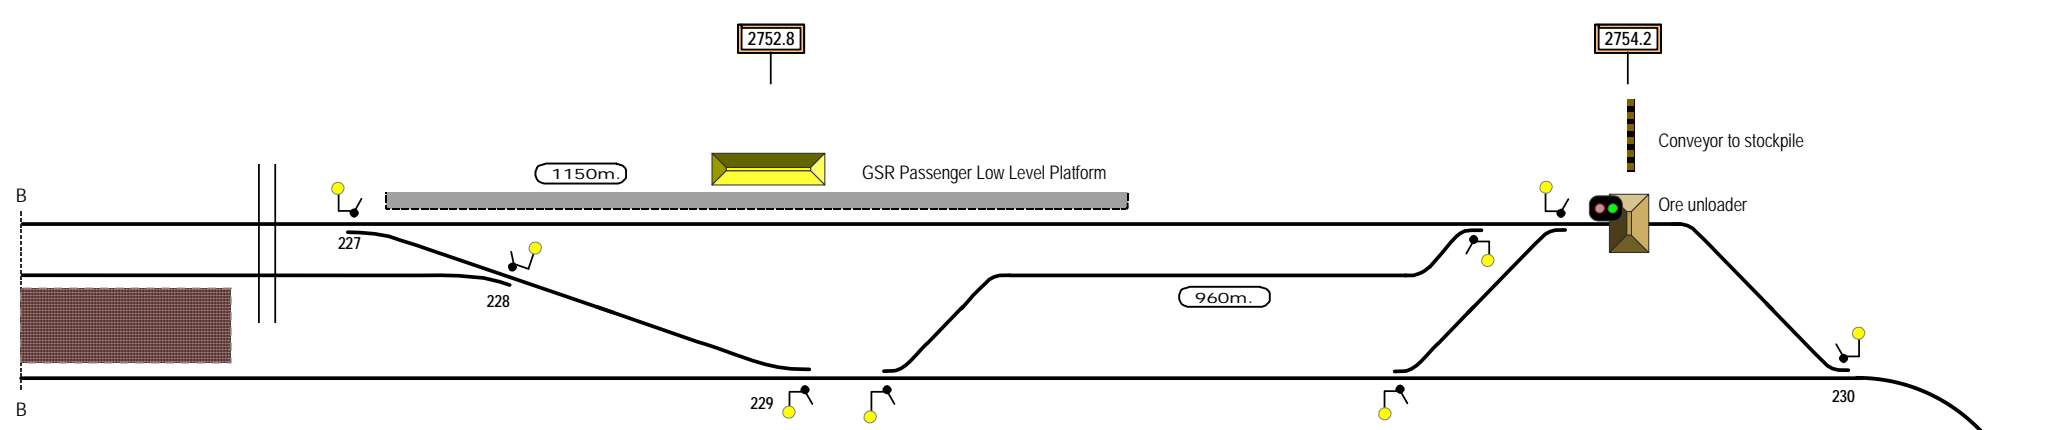 2752.8
2754.2
Conveyor to stockpile
1150m.
GSR Passenger Low Level Platform
B
Ore unloader
227
228
960m.
229
230
B